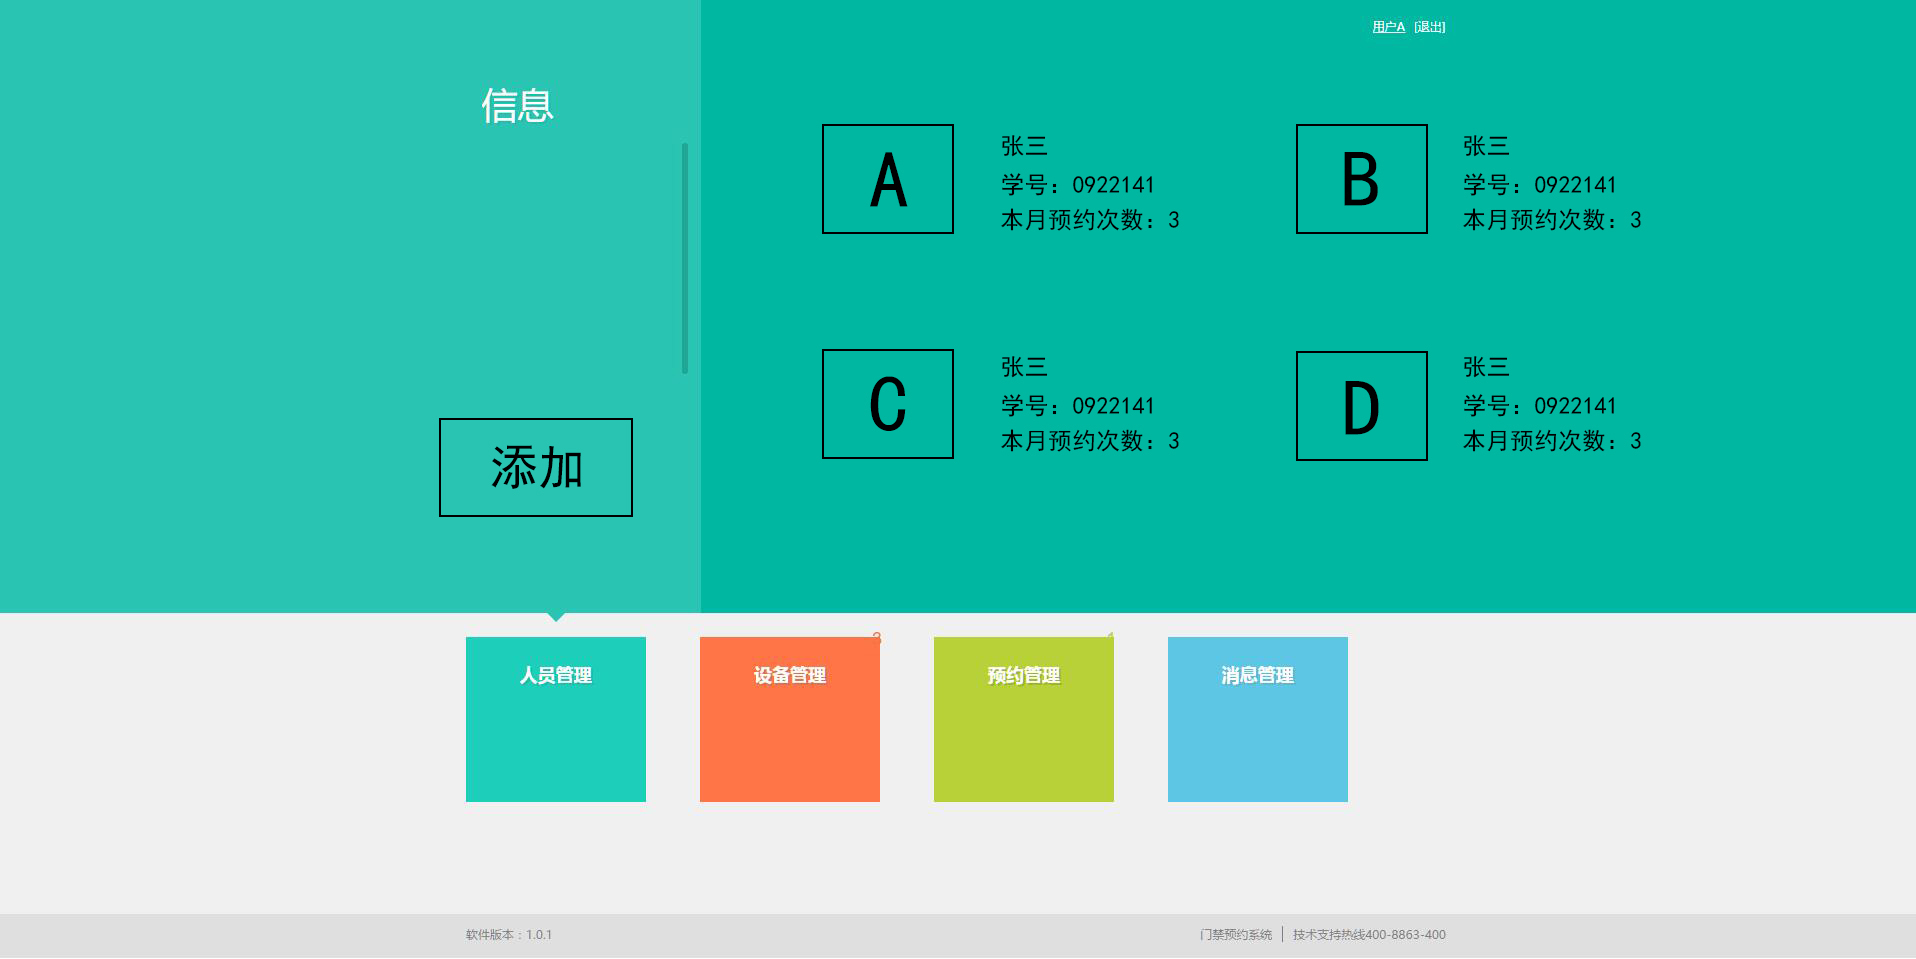 用户A [退出]
信息
A
张三
学号：0922141
本月预约次数：3
B
张三
学号：0922141
本月预约次数：3
C
张三
学号：0922141
本月预约次数：3
D
张三
学号：0922141
本月预约次数：3
添加
人员管理
3
设备管理
预约管理
消息管理
软件版本：1.0.1
门禁预约系统 | 技术支持热线400-8863-400